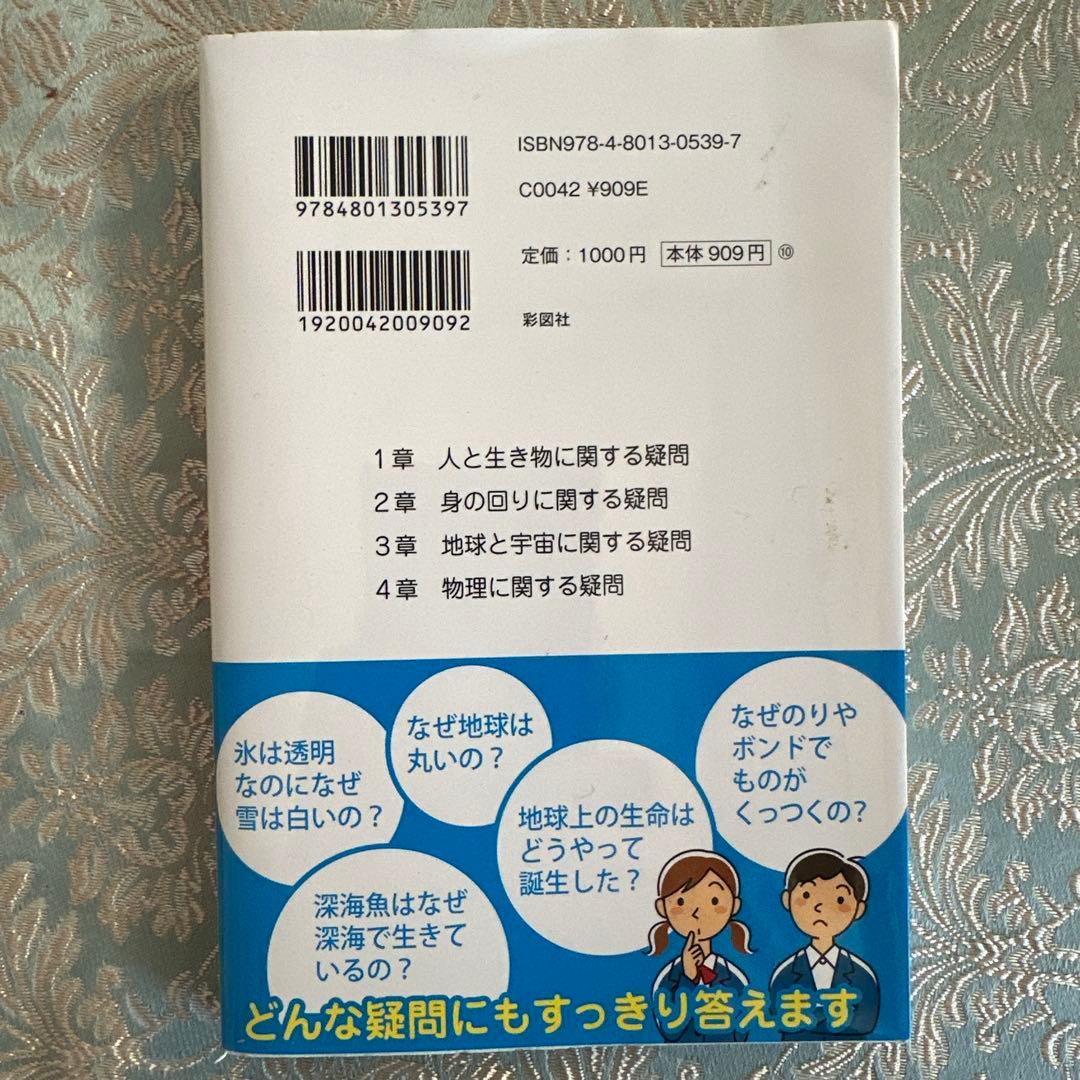 ISBN978-4-8013-0539-7
9784801305397
C0042 ¥909E
定価：1000円 本体 909円 ⑩
1920042009092
彩図社
1章 人と生き物に関する疑問
2章 身の回りに関する疑問
3章 地球と宇宙に関する疑問
4章 物理に関する疑問
氷は透明
なのになぜ
雪は白いの？
なぜ地球は
丸いの？
なぜのりや
ボンドで
ものが
くっつくの？
地球上の生命は
どうやって
誕生した？
深海魚はなぜ
深海で生きて
いるの？
どんな疑問にもすっきり答えます